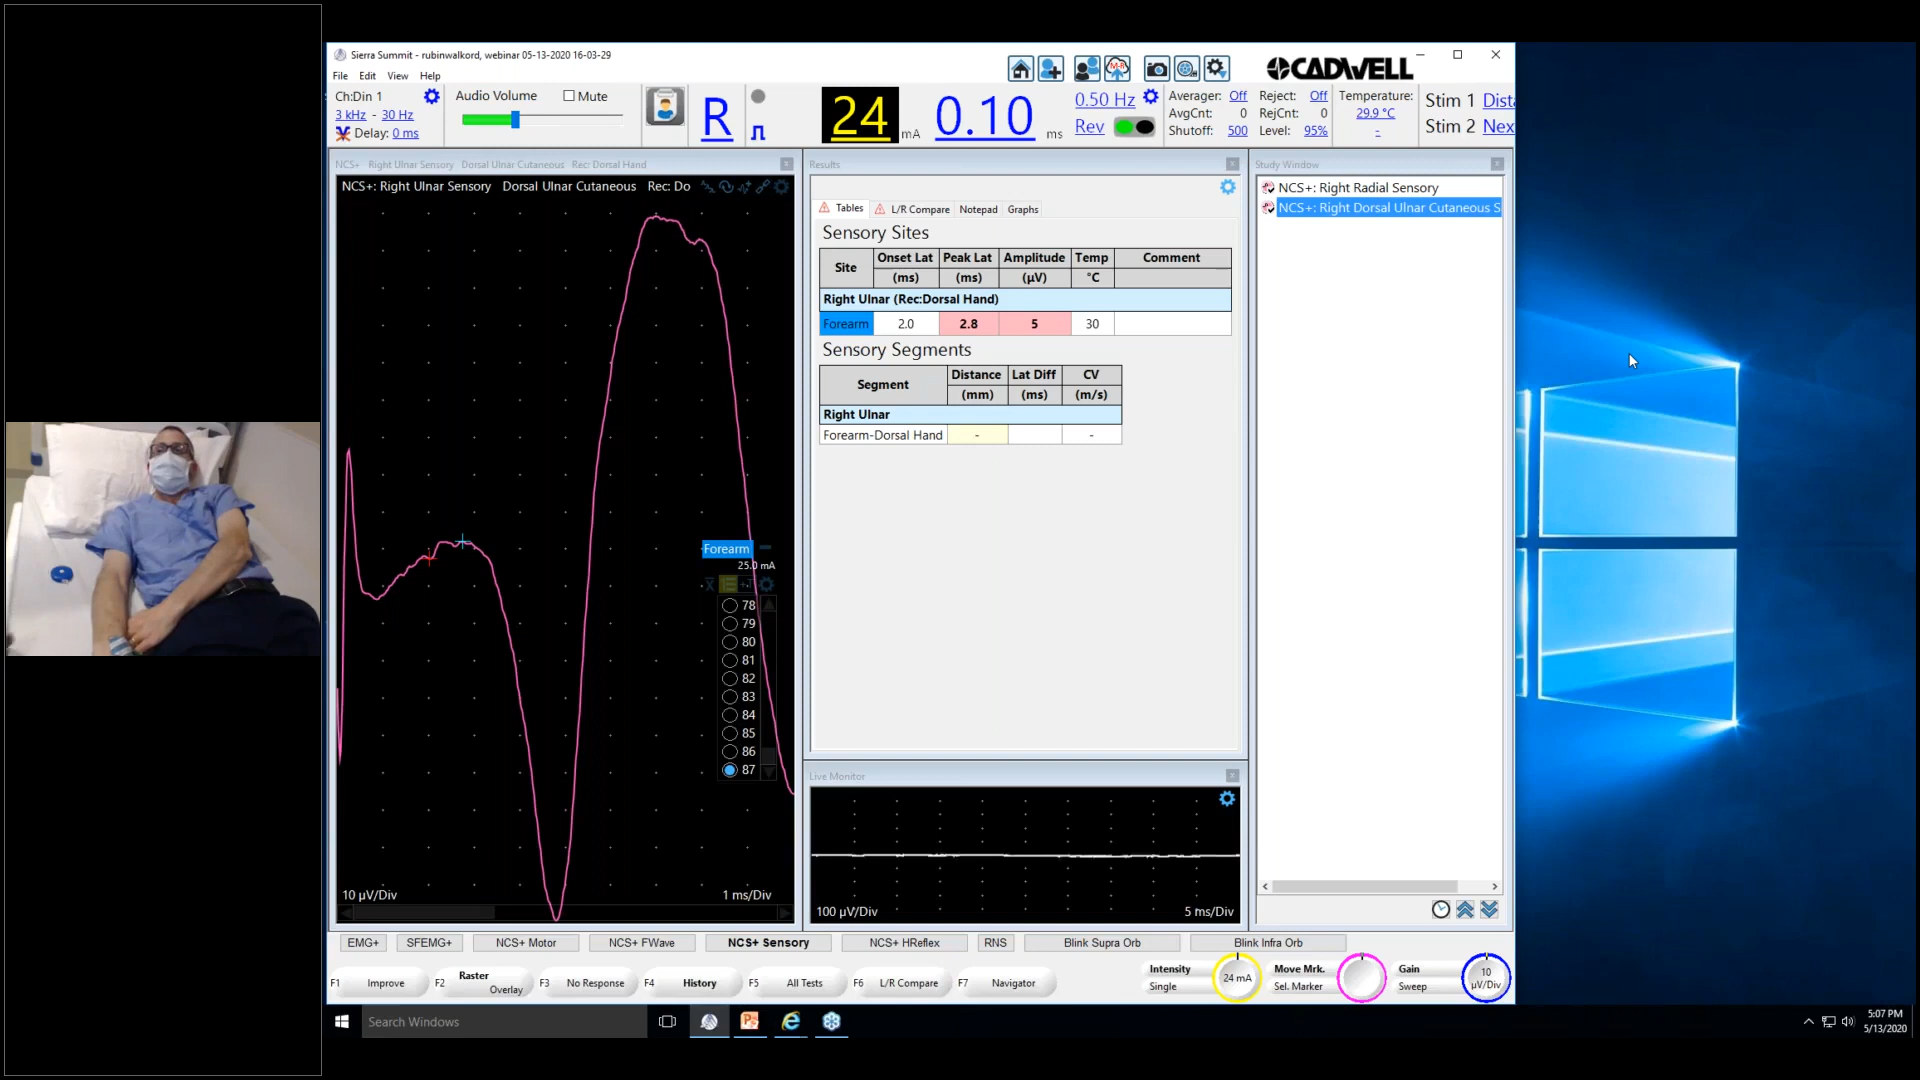 Sierra Summit - rubinwalkord, webinar 05-13-2020 16-03-29
File Edit View Help
CADWELL
Ch:Din 1
3 kHz - 30 Hz
Delay: 0 ms
Audio Volume Mute
R
24 mA
0.10 ms
0.50 Hz
Rev
Averager: Off
AvgCnt: 0
Shutoff: 500
Reject: Off
RejCnt: 0
Level: 95%
Temperature:
29.9 °C
-
Stim 1 Dista
Stim 2 Nex
NCS+ Right Ulnar Sensory Dorsal Ulnar Cutaneous Rec: Dorsal Hand
NCS+: Right Ulnar Sensory Dorsal Ulnar Cutaneous Rec: Do
Forearm
25.0 mA
78
79
80
81
82
83
84
85
86
87
10 µV/Div 1 ms/Div
Results
Tables L/R Compare Notepad Graphs
Sensory Sites
Site Onset Lat Peak Lat Amplitude Temp Comment
(ms) (ms) (µV) °C
Right Ulnar (Rec:Dorsal Hand)
Forearm 2.0 2.8 5 30
Sensory Segments
Segment Distance Lat Diff CV
(mm) (ms) (m/s)
Right Ulnar
Forearm-Dorsal Hand - -
Live Monitor
100 µV/Div 5 ms/Div
Study Window
NCS+: Right Radial Sensory
NCS+: Right Dorsal Ulnar Cutaneous S
EMG+ SFEMG+ NCS+ Motor NCS+ FWave NCS+ Sensory NCS+ HReflex RNS Blink Supra Orb Blink Infra Orb
F1 Improve
F2 Raster Overlay
F3 No Response
F4 History
F5 All Tests
F6 L/R Compare
F7 Navigator
Intensity
Single
24 mA
Move Mrk.
Sel. Marker
Gain
Sweep
10
µV/Div
Search Windows
5:07 PM
5/13/2020